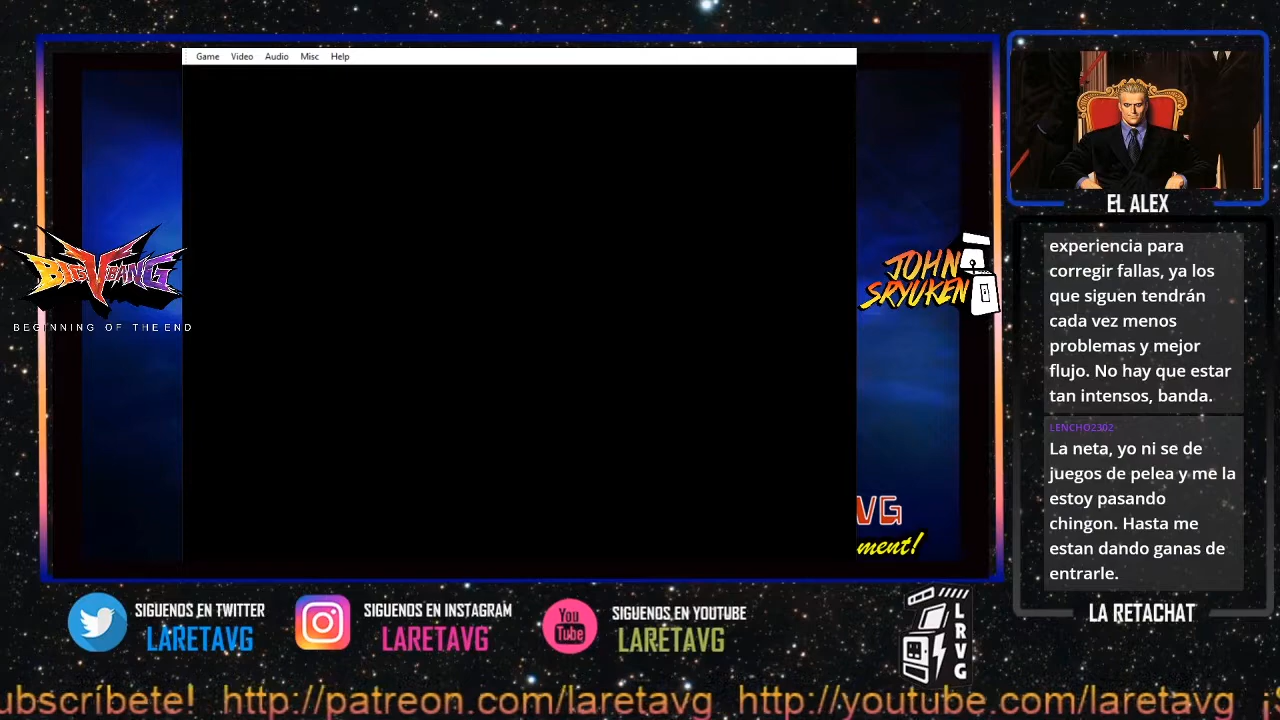 Game Video Audio Misc Help
BIG V BANG
BEGINNING OF THE END
JOHN
SRYUKEN
VG
ment!
EL ALEX
experiencia para
corregir fallas, ya los
que siguen tendrán
cada vez menos
problemas y mejor
flujo. No hay que estar
tan intensos, banda.
LENCHO2302
La neta, yo ni se de
juegos de pelea y me la
estoy pasando
chingon. Hasta me
estan dando ganas de
entrarle.
LA RETACHAT
SIGUENOS EN TWITTER
LARETAVG
SIGUENOS EN INSTAGRAM
LARETAVG
You
Tube
SIGUENOS EN YOUTUBE
LARETAVG
LRVG
ubscríbete! http://patreon.com/laretavg http://youtube.com/laretavg ¡S